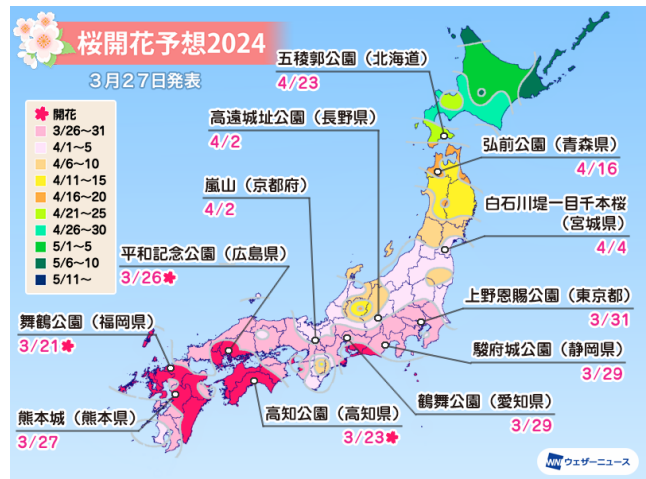 桜開花予想2024
3月27日発表
開花
3/26～31
4/1～5
4/6～10
4/11～15
4/16～20
4/21～25
4/26～30
5/1～5
5/6～10
5/11～
五稜郭公園（北海道）
4/23
高遠城址公園（長野県）
4/2
弘前公園（青森県）
4/16
嵐山（京都府）
4/2
白石川堤一目千本桜
（宮城県）
4/4
平和記念公園（広島県）
3/26
上野恩賜公園（東京都）
3/31
舞鶴公園（福岡県）
3/21
駿府城公園（静岡県）
3/29
鶴舞公園（愛知県）
3/29
熊本城（熊本県）
3/27
高知公園（高知県）
3/23
WN ウェザーニュース